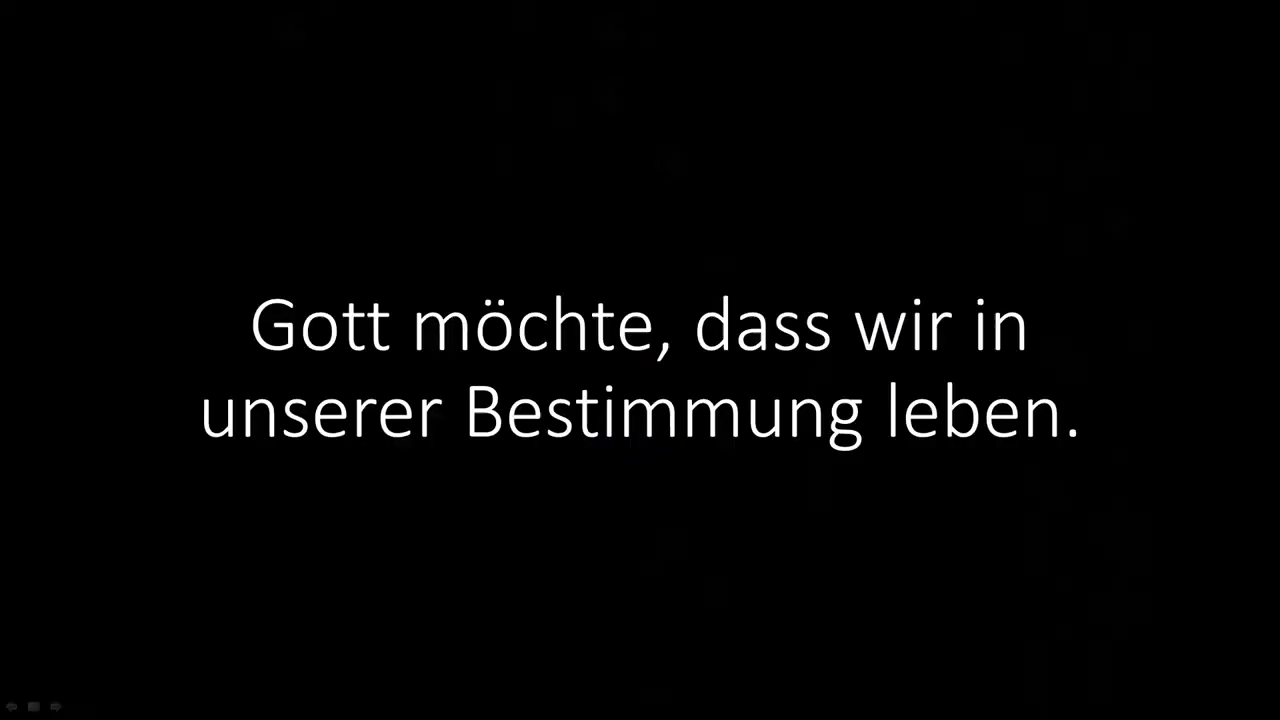 Gott möchte, dass wir in
unserer Bestimmung leben.